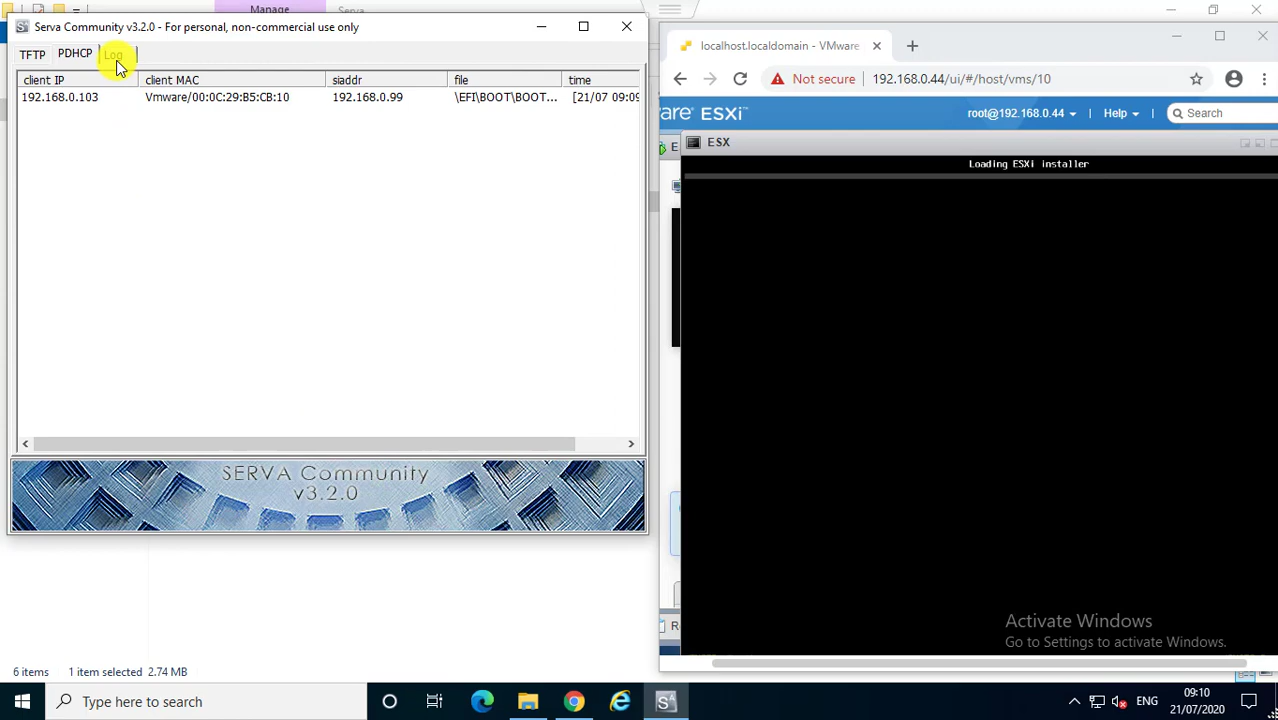 Manage
Serva
Serva Community v3.2.0 - For personal, non-commercial use only
TFTP PDHCP Log
client IP client MAC siaddr file time
192.168.0.103 Vmware/00:0C:29:B5:CB:10 192.168.0.99 \EFI\BOOT\BOOT... [21/07 09:09
SERVA Community
v3.2.0
6 items 1 item selected 2.74 MB
localhost.localdomain - VMware
Not secure 192.168.0.44/ui/#/host/vms/10
ware ESXi™ root@192.168.0.44 Help Search
E
ESX
Loading ESXi installer
R
Activate Windows
Go to Settings to activate Windows.
Type here to search
ENG
09:10
21/07/2020